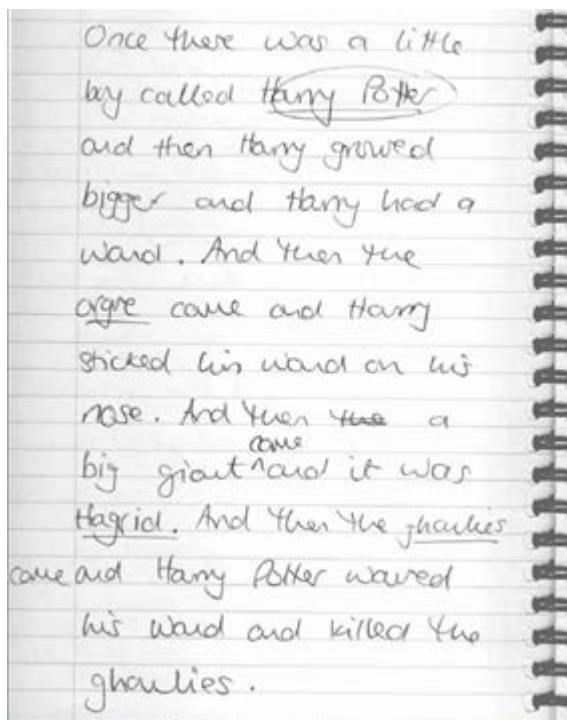 Once there was a little
boy called Harry Potter
and then Harry growed
bigger and Harry had a
wand. And then the
orgre came and Harry
sticked his wand on his
nose. And then the a
big giant came and it was
Hagrid. And then the ghoulies
came and Harry Potter waved
his wand and killed the
ghoulies.